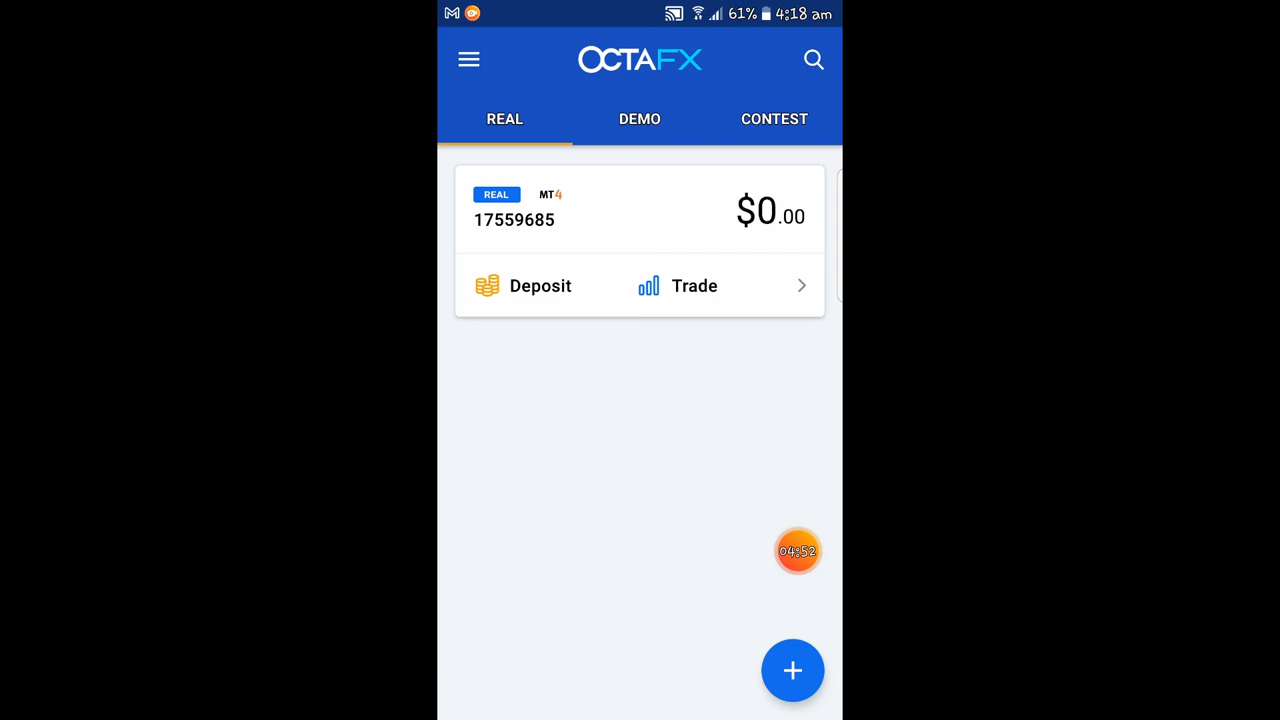 61% 4:18 am
OCTAFX
REAL DEMO CONTEST
REAL MT4
17559685
$0.00
Deposit Trade
04:52